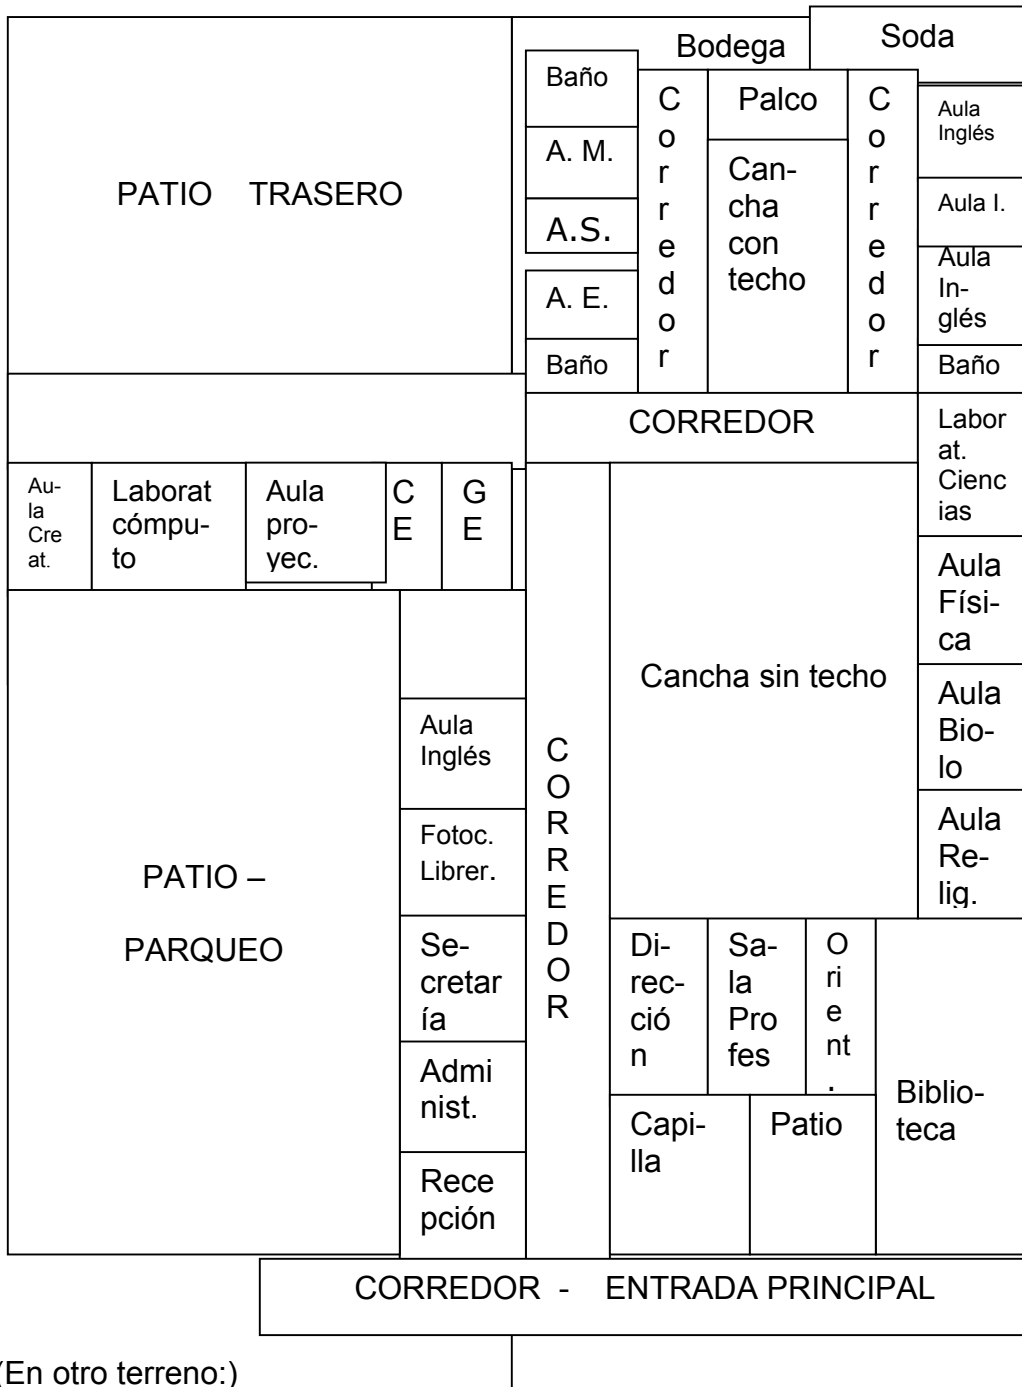 Soda
Bodega
Baño
C
o
r
r
e
d
o
r
Palco
C
o
r
r
e
d
o
r
Aula
Inglés
A. M.
Can-
cha
con
techo
PATIO TRASERO
Aula I.
A.S.
Aula
In-
glés
A. E.
Baño
Baño
CORREDOR
Labor
at.
Cienc
ias
Au-
la
Cre
at.
Laborat
cómpu-
to
Aula
pro-
yec.
C
E
G
E
Aula
Físi-
ca
Cancha sin techo
Aula
Bio-
lo
Aula
Inglés
C
O
R
R
E
D
O
R
Aula
Re-
lig.
Fotoc.
Librer.
PATIO –
PARQUEO
Se-
cretar
ía
Di-
rec-
ció
n
Sa-
la
Pro
fes
O
ri
e
nt
.
Admi
nist.
Biblio-
teca
Capi-
lla
Patio
Rece
pción
CORREDOR - ENTRADA PRINCIPAL
(En otro terreno:)